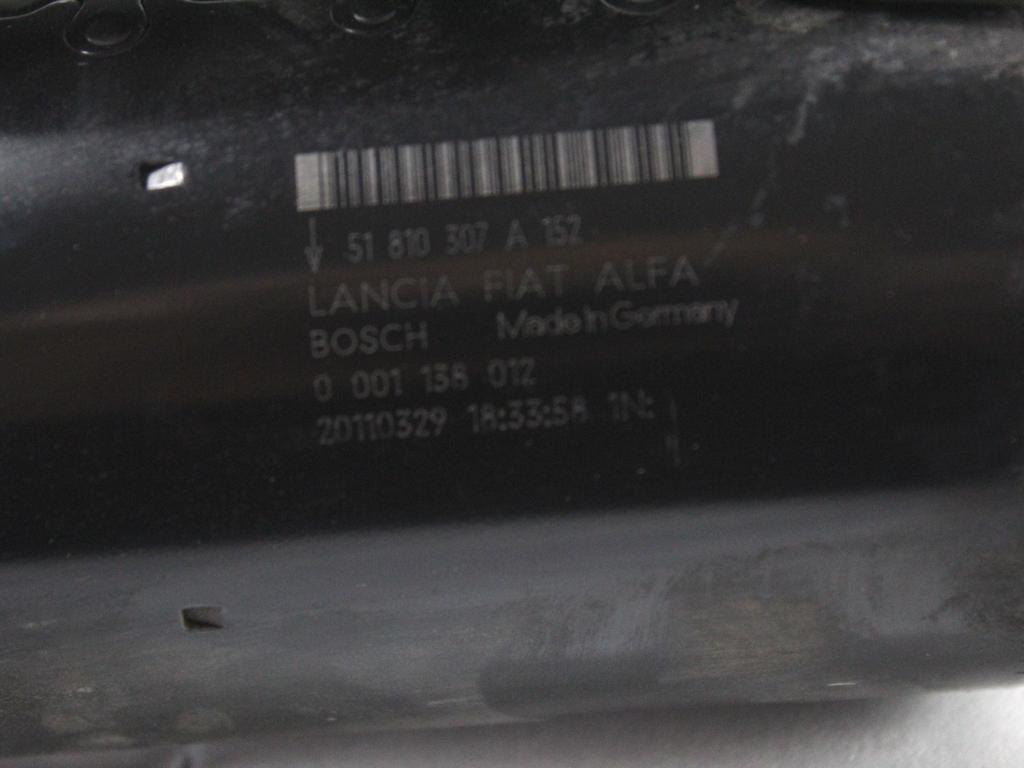 51 810 307 A 152
LANCIA FIAT ALFA
BOSCH Made in Germany
0 001 138 012
20110329 18:33:58 1N: